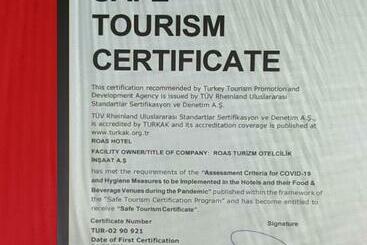 SAFE
TOURISM
CERTIFICATE
This certification recommended by Turkey Tourism Promotion and
Development Agency is issued by TÜV Rheinland Uluslararası
Standartlar Sertifikasyon ve Denetim A.Ş.
TÜV Rheinland Uluslararası Standartlar Sertifikasyon ve Denetim A.Ş.,
is accredited by TURKAK and its accreditation coverage is published at
www.turkak.org.tr
ROAS HOTEL
FACILITY OWNER/TITLE OF COMPANY: ROAS TURİZM OTELCİLİK
İNŞAAT A.Ş
has met the requirements of the "Assessment Criteria for COVID-19
and Hygiene Measures to be Implemented in the Hotels and their Food &
Beverage Venues during the Pandemic" published within the framework of
the "Safe Tourism Certification Program" and has become entitled to
receive "Safe Tourism Certificate".
Certificate Number
Signature
TUR-02 90 921
Date of First Certification